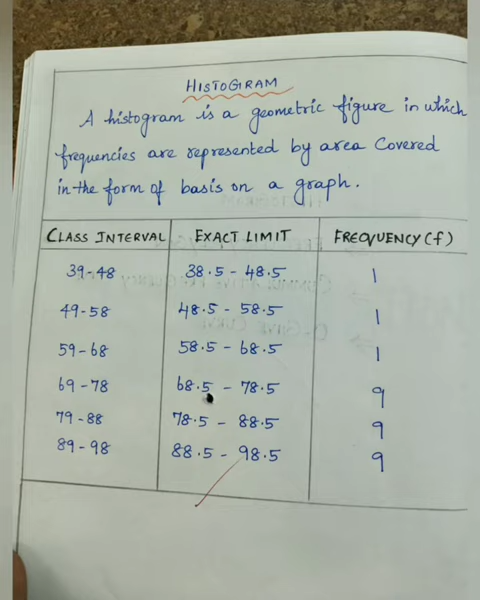 HISTOGRAM
A histogram is a geometric figure in which
frequencies are represented by area Covered
in the form of basis on a graph.
CLASS INTERVAL EXACT LIMIT FREQUENCY (f)
39-48 38.5 - 48.5 1
49-58 48.5 - 58.5 1
59-68 58.5 - 68.5 1
69-78 68.5 - 78.5 9
79-88 78.5 - 88.5 9
89-98 88.5 - 98.5 9